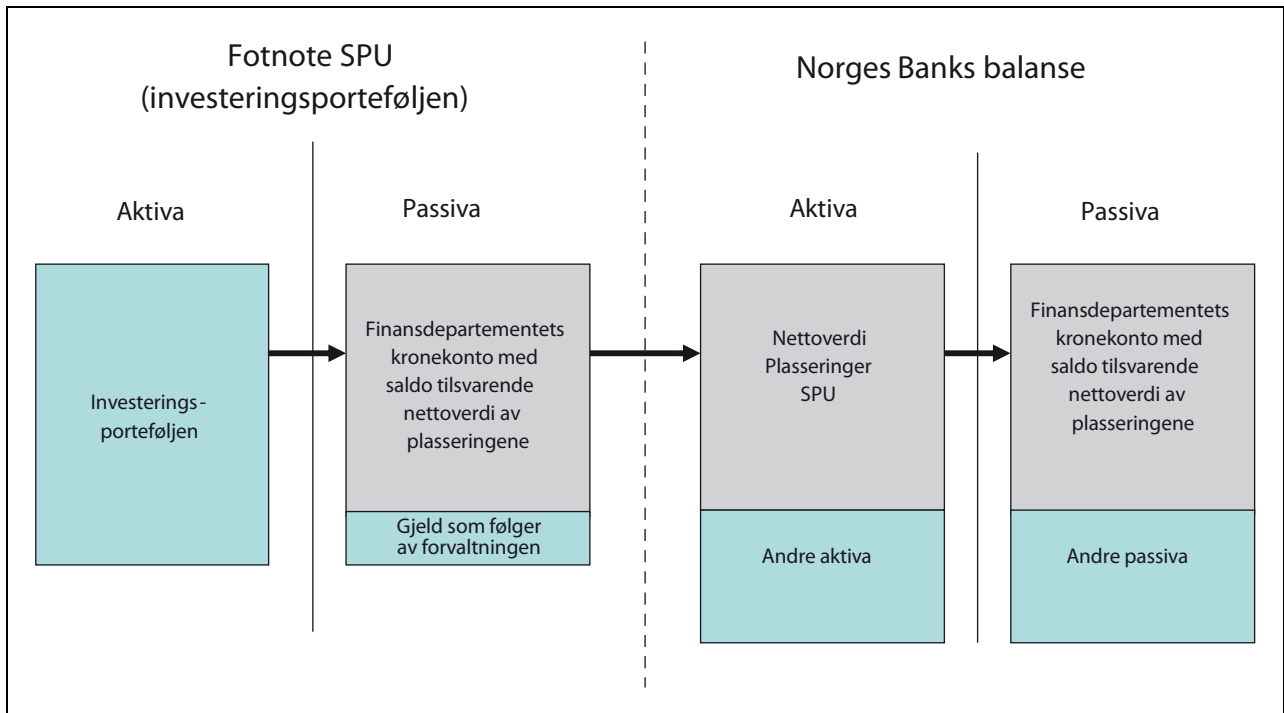 Fotnote SPU
(investeringsporteføljen)
Norges Banks balanse
Aktiva
Passiva
Aktiva
Passiva
Investerings-
porteføljen
Finansdepartementets
kronekonto med
saldo tilsvarende
nettoverdi av
plasseringene
Gjeld som følger
av forvaltningen
Nettoverdi
Plasseringer
SPU
Andre aktiva
Finansdepartementets
kronekonto med
saldo tilsvarende
nettoverdi av
plasseringene
Andre passiva